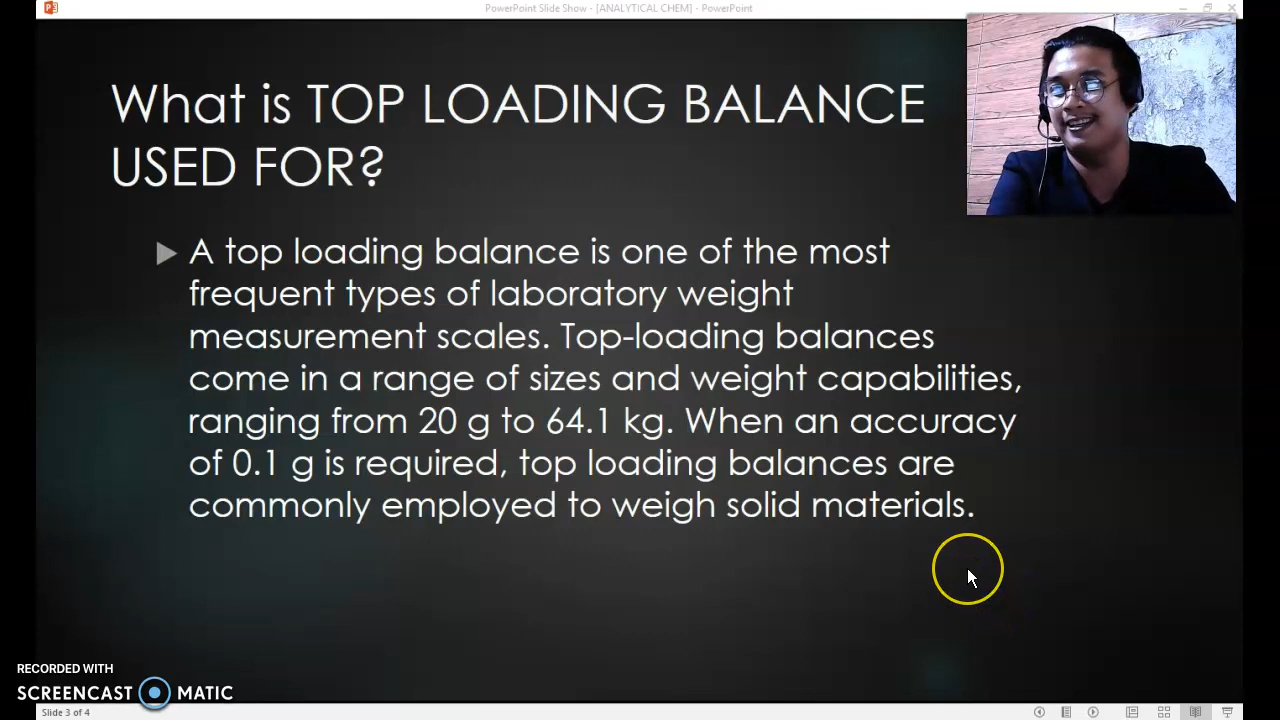 PowerPoint Slide Show - [ANALYTICAL CHEM] - PowerPoint
What is TOP LOADING BALANCE
USED FOR?
A top loading balance is one of the most
frequent types of laboratory weight
measurement scales. Top-loading balances
come in a range of sizes and weight capabilities,
ranging from 20 g to 64.1 kg. When an accuracy
of 0.1 g is required, top loading balances are
commonly employed to weigh solid materials.
RECORDED WITH
SCREENCAST MATIC
Slide 3 of 4